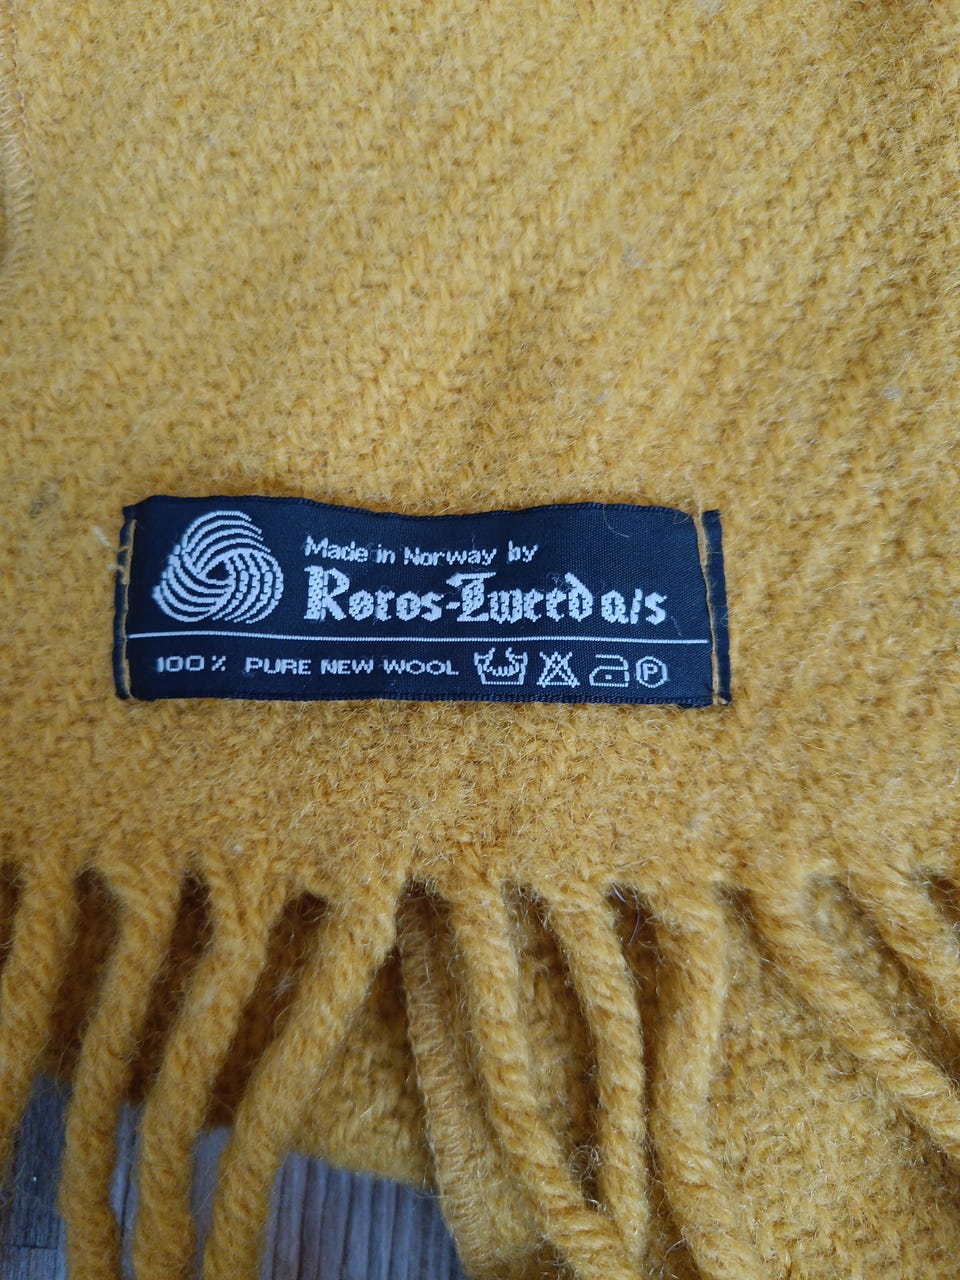 Made in Norway by
Røros-Tweed a/s
100% PURE NEW WOOL
P